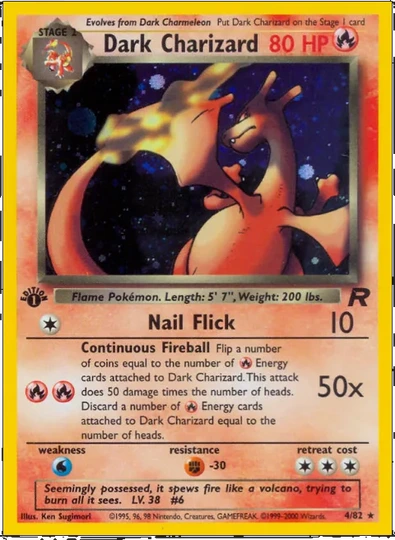 Evolves from Dark Charmeleon Put Dark Charizard on the Stage 1 card
STAGE 2
Dark Charizard 80 HP
EDITION 1
Flame Pokémon. Length: 5' 7", Weight: 200 lbs.
R
Nail Flick 10
Continuous Fireball Flip a number
of coins equal to the number of Energy
cards attached to Dark Charizard. This attack
does 50 damage times the number of heads.
50x
Discard a number of Energy cards
attached to Dark Charizard equal to the
number of heads.
weakness resistance retreat cost
-30
Seemingly possessed, it spews fire like a volcano, trying to
burn all it sees. LV. 38 #6
Illus. Ken Sugimori ©1995, 96, 98 Nintendo, Creatures, GAMEFREAK. ©1999-2000 Wizards. 4/82 ★